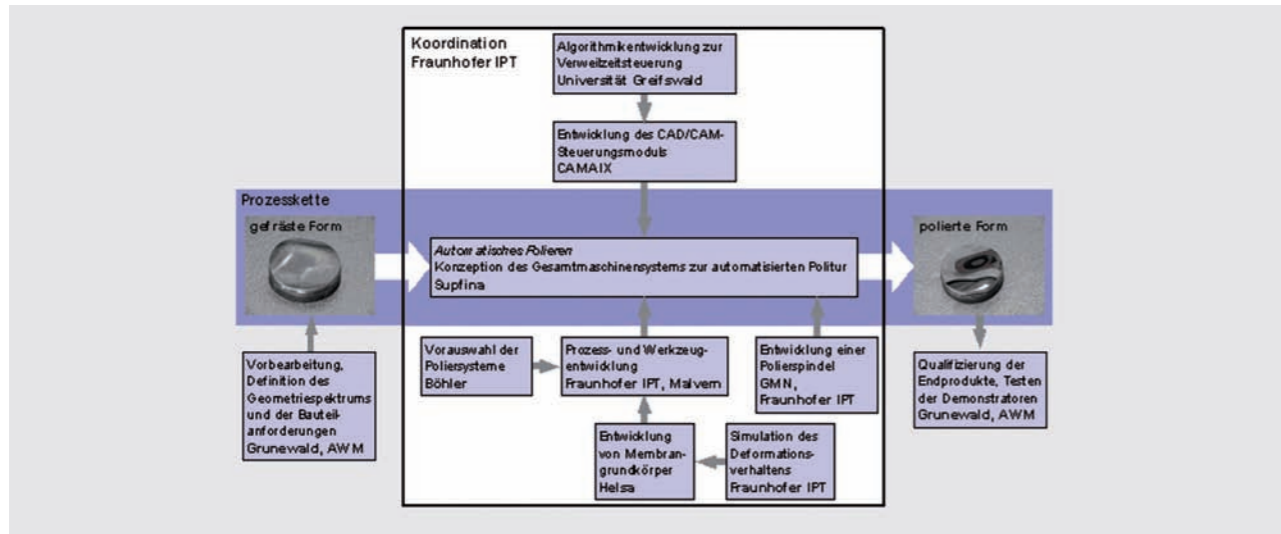 Koordination
Fraunhofer IPT
Algorithmikentwicklung zur
Verweilzeitsteuerung
Universität Greifswald
Entwicklung des CAD/CAM-
Steuerungsmoduls
CAMAIX
Prozesskette
gefräste Form
polierte Form
Automatisches Polieren
Konzeption des Gesamtmaschinensystems zur automatisierten Politur
Supfina
Vorbearbeitung,
Definition des
Geometriespektrums
und der Bauteil-
anforderungen
Grunewald, AWM
Vorauswahl der
Poliersysteme
Böhler
Prozess- und Werkzeug-
entwicklung
Fraunhofer IPT, Malvern
Entwicklung einer
Polierspindel
GMN,
Fraunhofer IPT
Qualifizierung der
Endprodukte, Testen
der Demonstratoren
Grunewald, AWM
Entwicklung
von Membran-
grundkörper
Helsa
Simulation des
Deformations-
verhaltens
Fraunhofer IPT